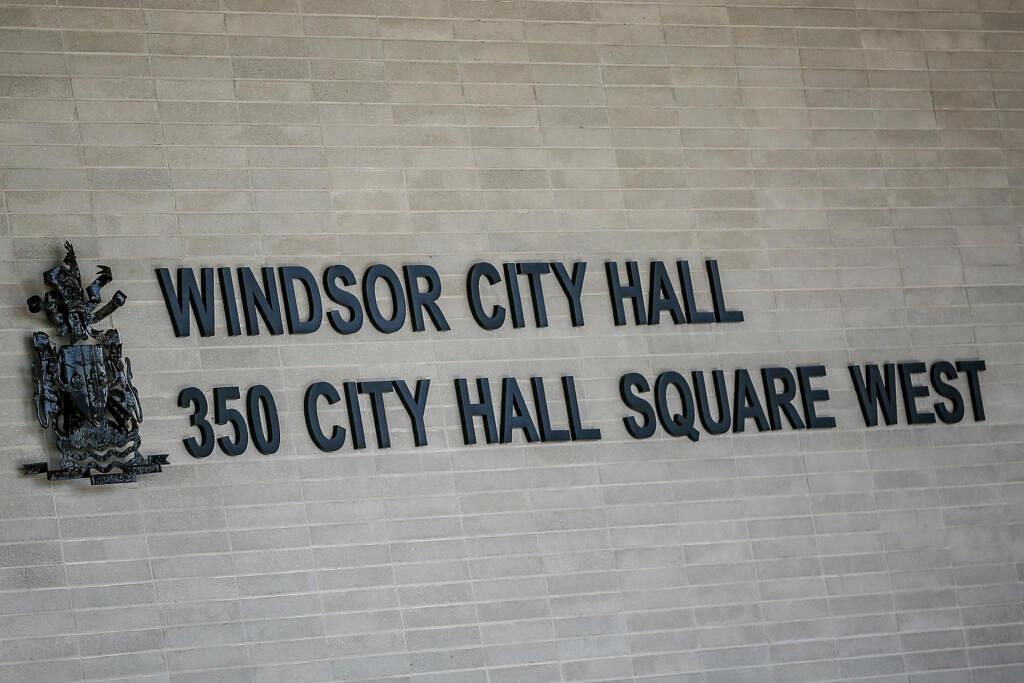 WINDSOR CITY HALL
350 CITY HALL SQUARE WEST